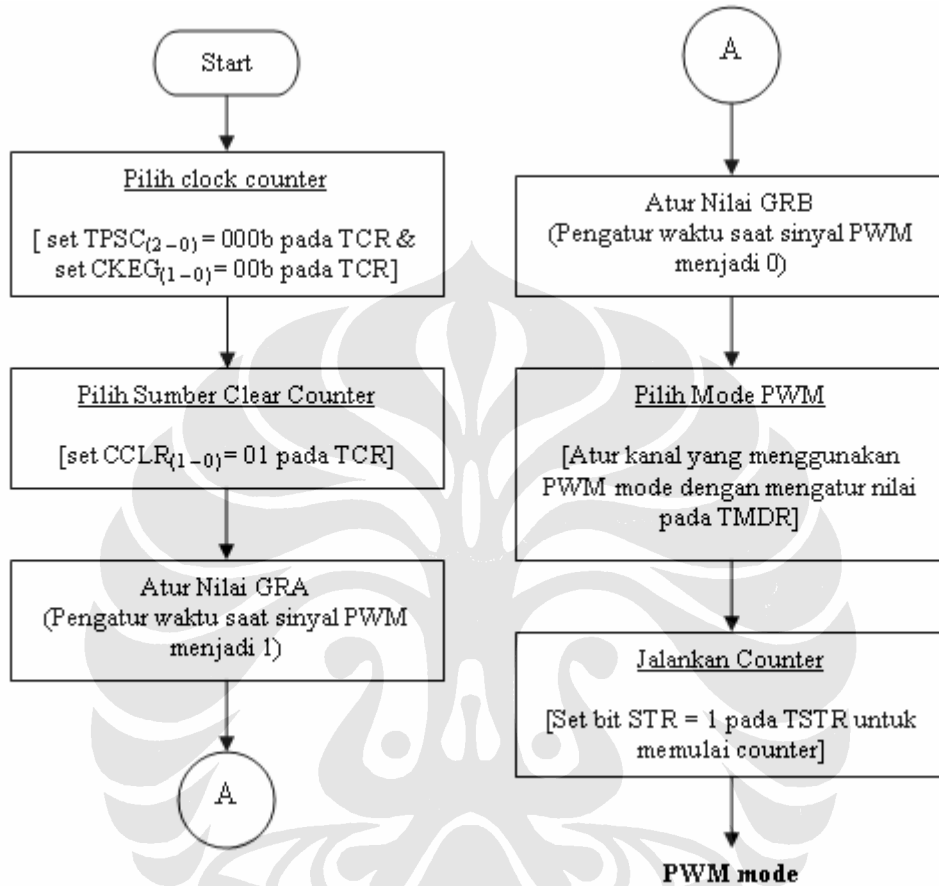 Start
Pilih clock counter
[ set TPSC(2-0) = 000b pada TCR &
set CKEG(1-0) = 00b pada TCR]
Pilih Sumber Clear Counter
[set CCLR(1-0) = 01 pada TCR]
Atur Nilai GRA
(Pengatur waktu saat sinyal PWM
menjadi 1)
A
A
Atur Nilai GRB
(Pengatur waktu saat sinyal PWM
menjadi 0)
Pilih Mode PWM
[Atur kanal yang menggunakan
PWM mode dengan mengatur nilai
pada TMDR]
Jalankan Counter
[Set bit STR = 1 pada TSTR untuk
memulai counter]
PWM mode